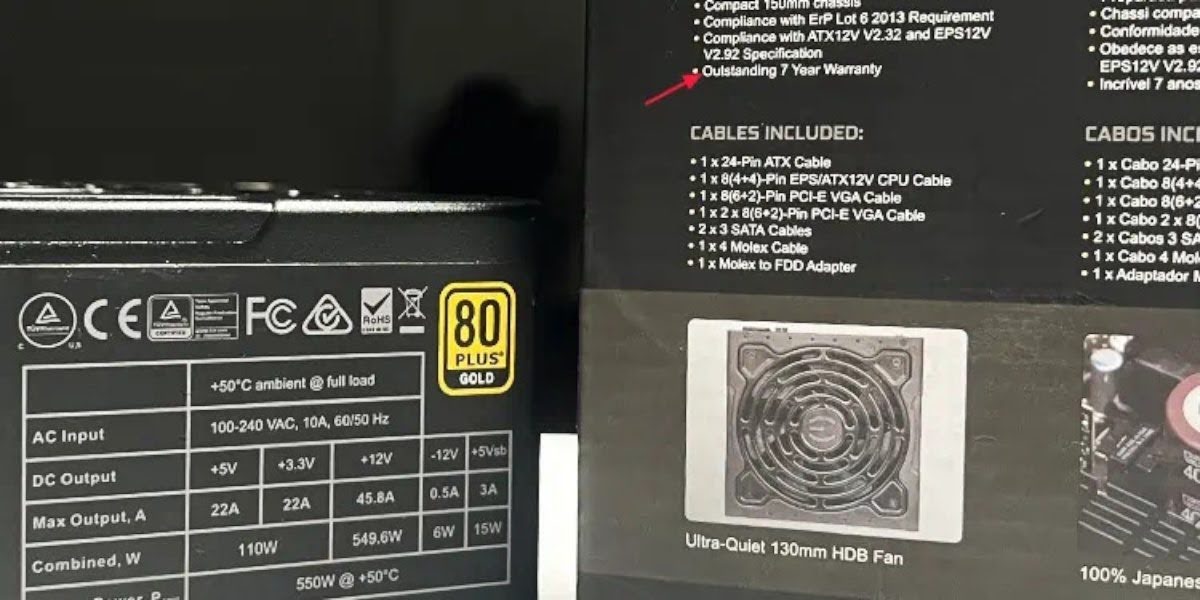 • Compact 150mm chassis
• Compliance with ErP Lot 6 2013 Requirement
• Compliance with ATX12V V2.32 and EPS12V
V2.92 Specification
• Oulstanding 7 Year Warranty
CABLES INCLUDED:
• 1 x 24-Pin ATX Cable
• 1 x 8(4+4)-Pin EPS/ATX12V CPU Cable
• 1 x 8(6+2)-Pin PCI-E VGA Cable
• 1 x 2 x 8(6+2)-Pin PCI-E VGA Cable
• 2 x 3 SATA Cables
• 1 x 4 Molex Cable
• 1 x Molex to FDD Adapter
Ultra-Quiet 130mm HDB Fan
• Chassi compa
• Conformidade
• Obedece as es
EPS12V V2.92
• Incrível 7 anos
CABOS INCL
• 1 x Cabo 24-Pi
• 1 x Cabo 8(4+4
• 1 x Cabo 8(6+2
• 1 x Cabo 2 x 8(
• 2 x Cabos 3 SA
• 1 x Cabo 4 Mole
• 1 x Adaptador M
100% Japanes
CE
FC
RoHS
80
PLUS
GOLD
+50°C ambient @ full load
AC Input 100-240 VAC, 10A, 60/50 Hz
DC Output +5V +3.3V +12V -12V +5Vsb
Max Output, A 22A 22A 45.8A 0.5A 3A
Combined, W 110W 549.6W 6W 15W
550W @ +50°C